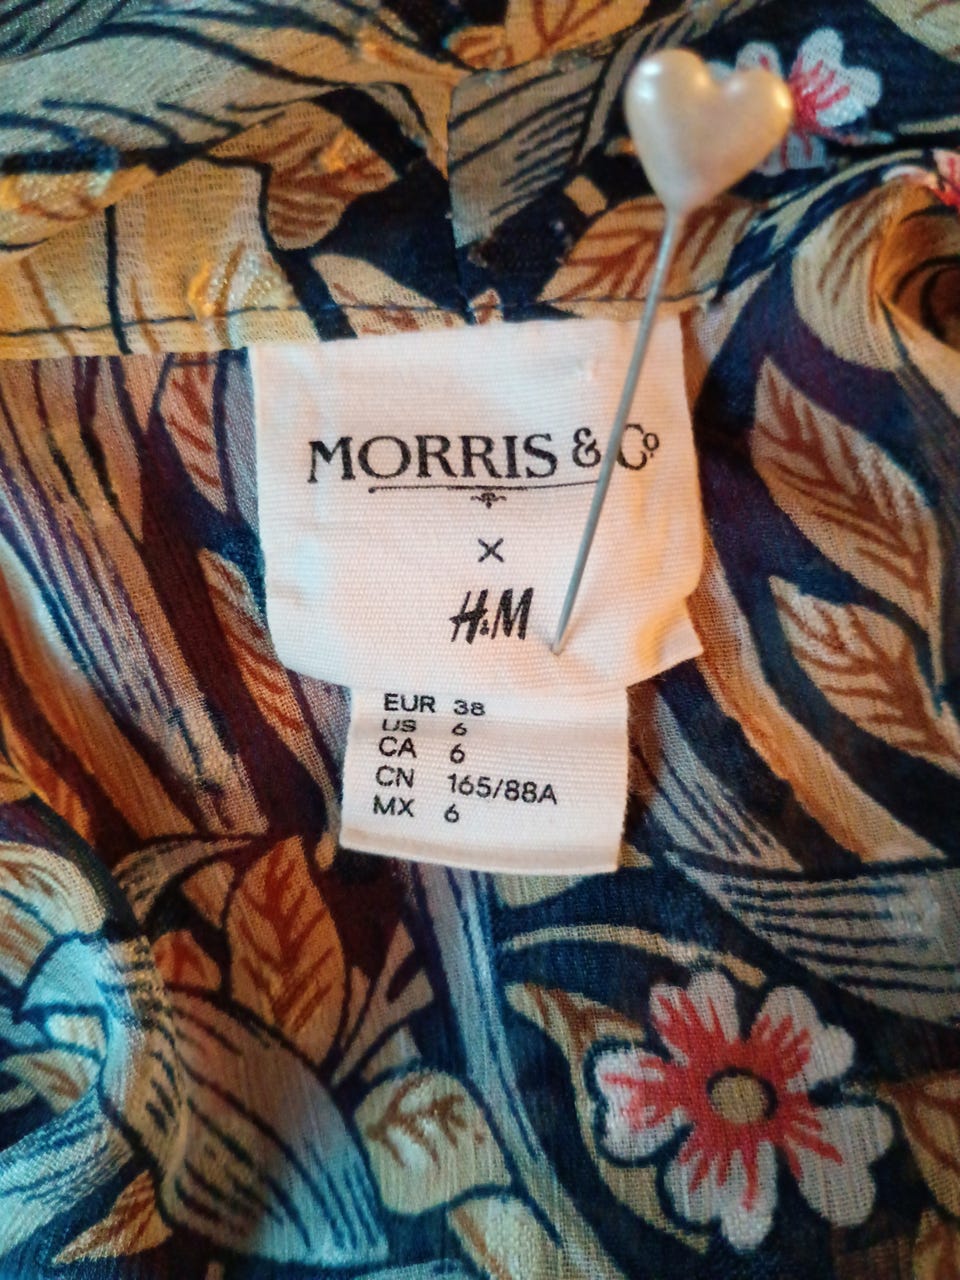 MORRIS & Co
X
H&M
EUR 38
US 6
CA 6
CN 165/88A
MX 6